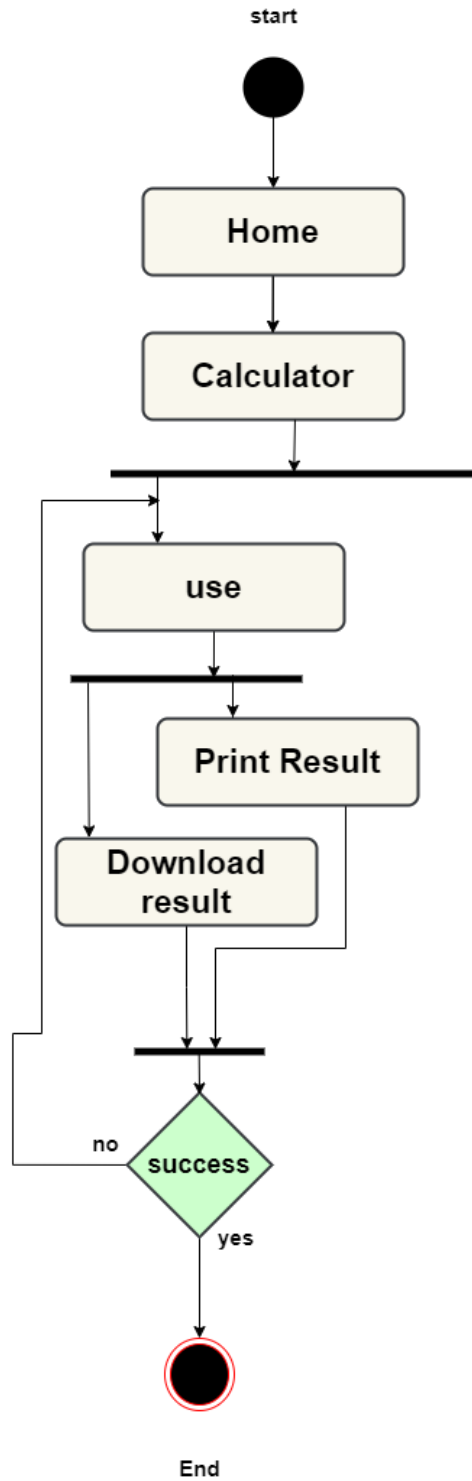 start
Home
Calculator
use
Print Result
Download
result
no
success
yes
End